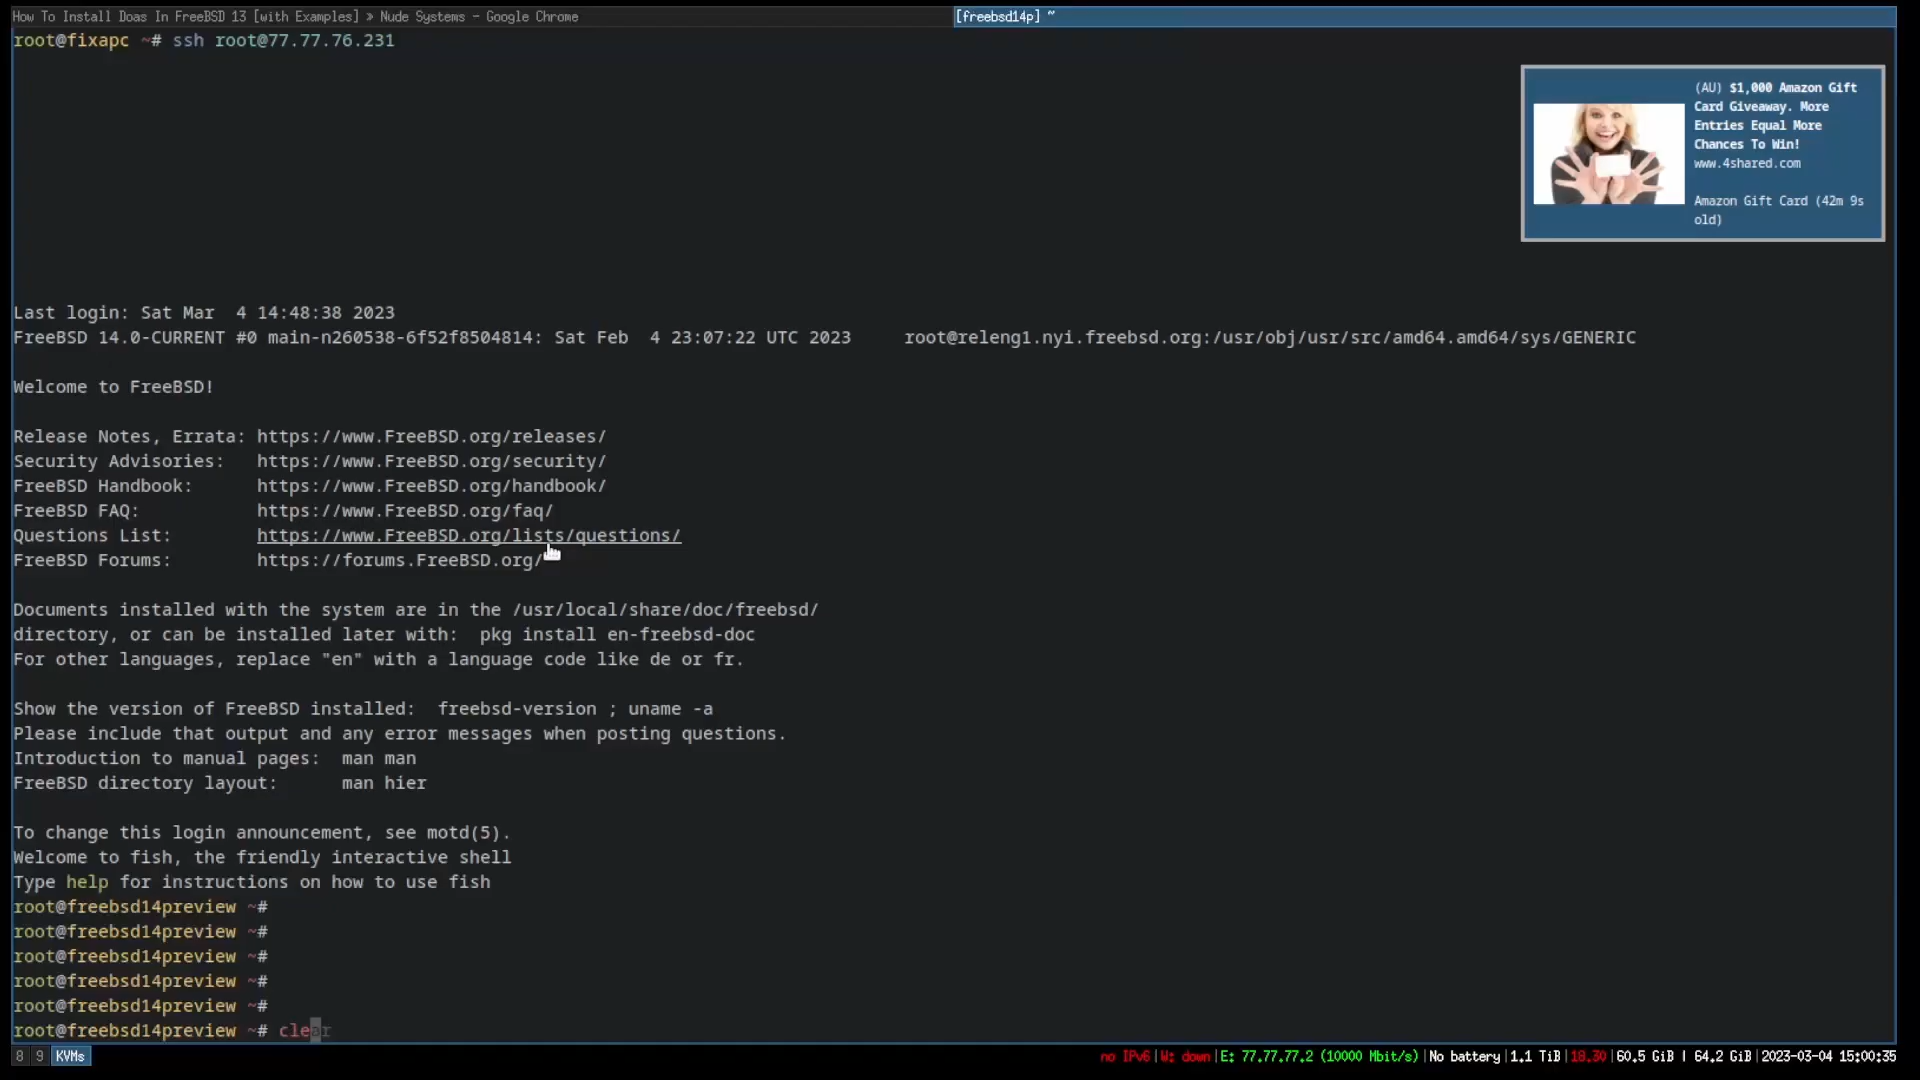 How To Install Doas In FreeBSD 13 [with Examples] » Nude Systems - Google Chrome
[freebsd14p] ~
root@fixapc ~# ssh root@77.77.76.231
(AU) $1,000 Amazon Gift
Card Giveaway. More
Entries Equal More
Chances To Win!
www.4shared.com
Amazon Gift Card (42m 9s
old)
Last login: Sat Mar  4 14:48:38 2023
FreeBSD 14.0-CURRENT #0 main-n260538-6f52f8504814: Sat Feb  4 23:07:22 UTC 2023     root@releng1.nyi.freebsd.org:/usr/obj/usr/src/amd64.amd64/sys/GENERIC
Welcome to FreeBSD!
Release Notes, Errata: https://www.FreeBSD.org/releases/
Security Advisories:   https://www.FreeBSD.org/security/
FreeBSD Handbook:      https://www.FreeBSD.org/handbook/
FreeBSD FAQ:           https://www.FreeBSD.org/faq/
Questions List:        https://www.FreeBSD.org/lists/questions/
FreeBSD Forums:        https://forums.FreeBSD.org/
Documents installed with the system are in the /usr/local/share/doc/freebsd/
directory, or can be installed later with:  pkg install en-freebsd-doc
For other languages, replace "en" with a language code like de or fr.
Show the version of FreeBSD installed:  freebsd-version ; uname -a
Please include that output and any error messages when posting questions.
Introduction to manual pages:  man man
FreeBSD directory layout:      man hier
To change this login announcement, see motd(5).
Welcome to fish, the friendly interactive shell
Type help for instructions on how to use fish
root@freebsd14preview ~#
root@freebsd14preview ~#
root@freebsd14preview ~#
root@freebsd14preview ~#
root@freebsd14preview ~#
root@freebsd14preview ~# clear
8 9 KVMs
no IPv6|W: down|E: 77.77.77.2 (10000 Mbit/s)|No battery|1.1 TiB|18.30|60.5 GiB | 64.2 GiB|2023-03-04 15:00:35